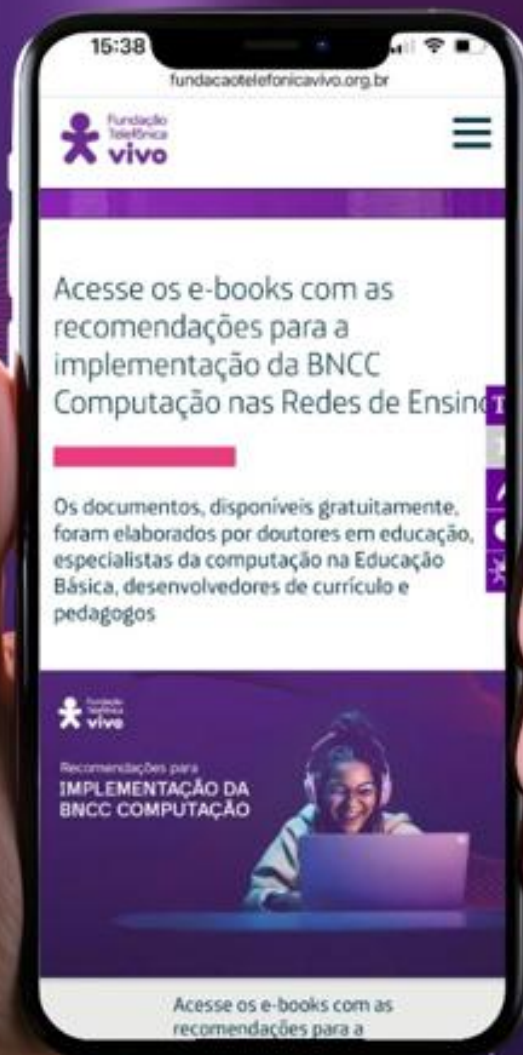 15:38
fundacaotelefonicavivo.org.br
Fundação
Telefônica
vivo
Acesse os e-books com as
recomendações para a
implementação da BNCC
Computação nas Redes de Ensino
Os documentos, disponíveis gratuitamente,
foram elaborados por doutores em educação,
especialistas da computação na Educação
Básica, desenvolvedores de currículo e
pedagogos
Fundação
Telefônica
vivo
Recomendações para
IMPLEMENTAÇÃO DA
BNCC COMPUTAÇÃO
Acesse os e-books com as
recomendações para a